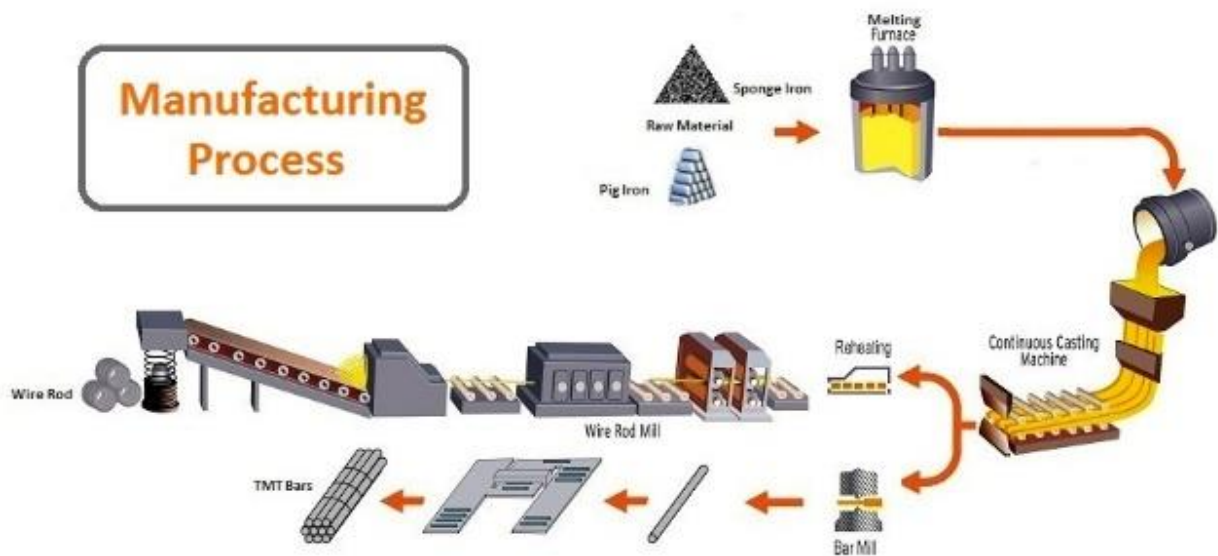 Manufacturing
Process
Melting
Furnace
Sponge Iron
Raw Material
Pig Iron
Continuous Casting
Machine
Reheating
Wire Rod
Wire Rod Mill
TMT Bars
Bar Mill